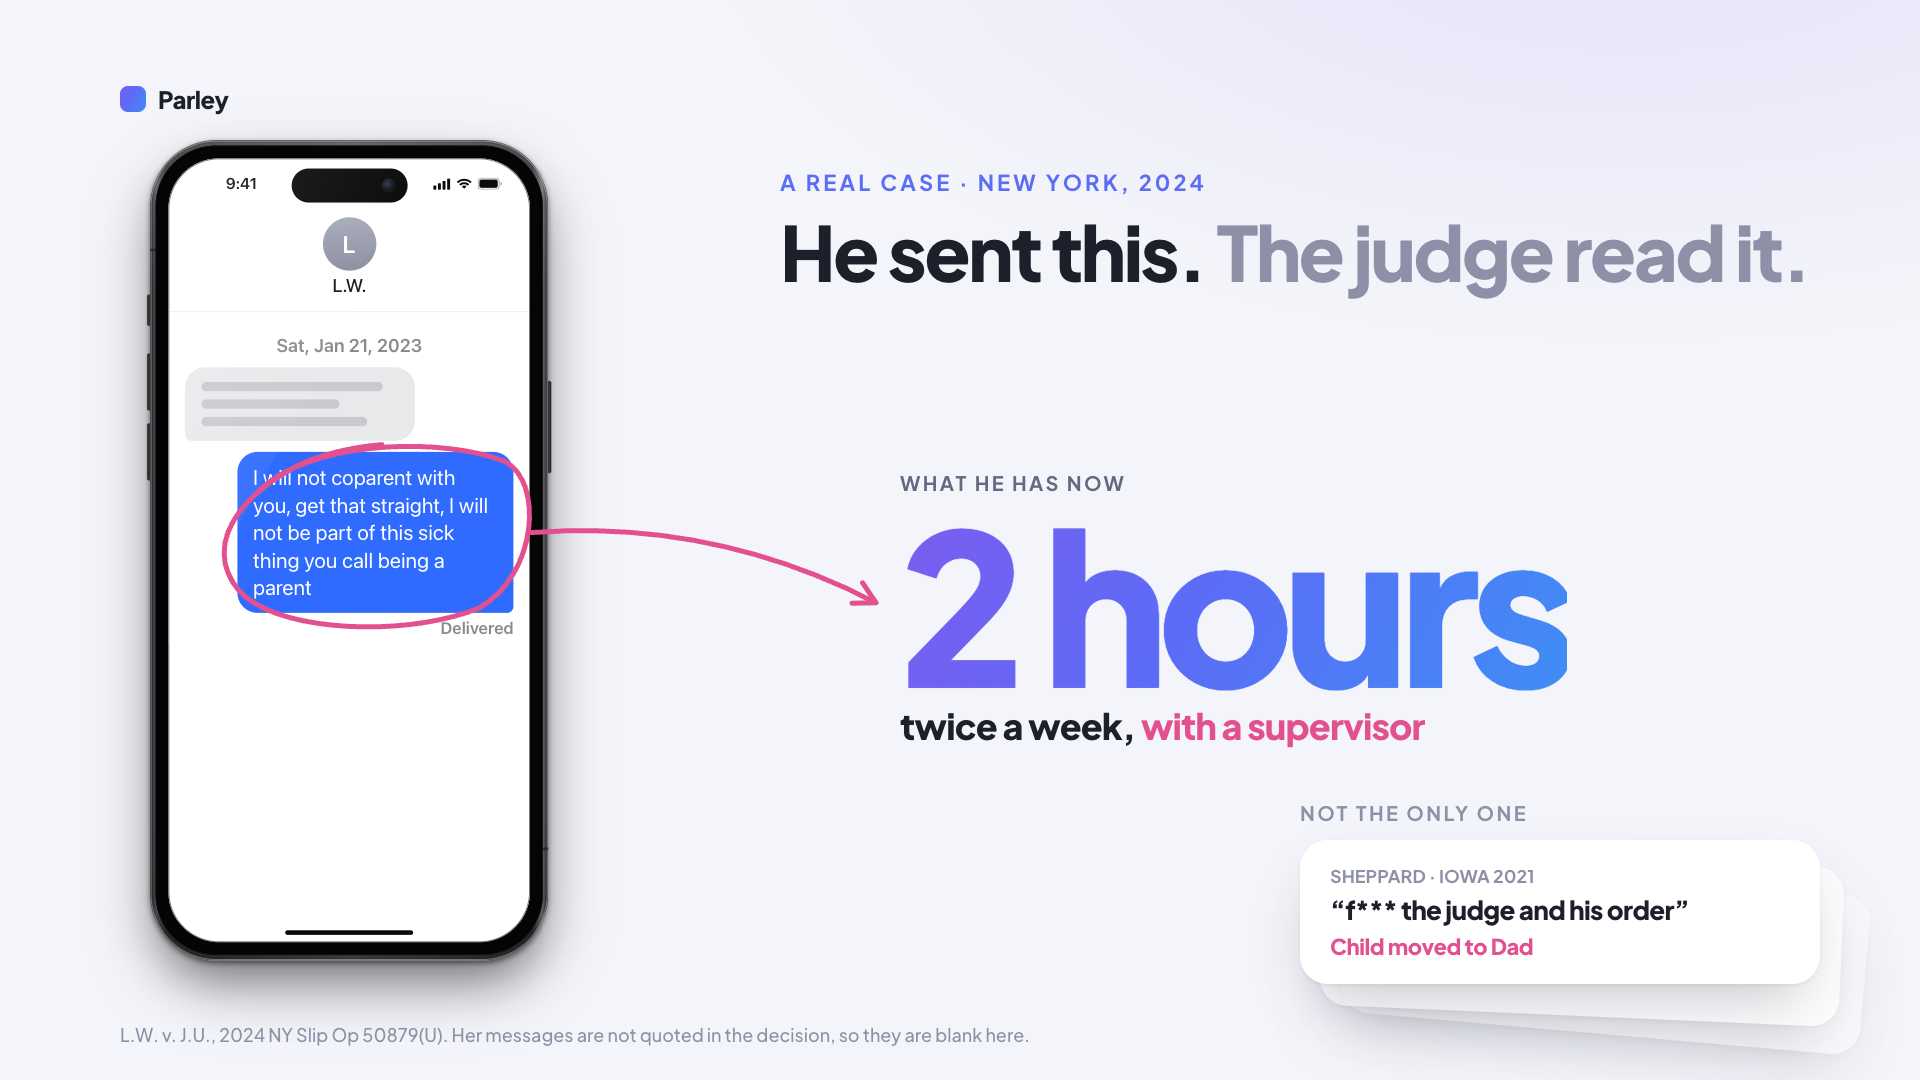 Parley
9:41
L
L.W.
Sat, Jan 21, 2023
I will not coparent with
you, get that straight, I will
not be part of this sick
thing you call being a
parent
Delivered
A REAL CASE · NEW YORK, 2024
He sent this. The judge read it.
WHAT HE HAS NOW
2 hours
twice a week, with a supervisor
NOT THE ONLY ONE
SHEPPARD · IOWA 2021
“f*** the judge and his order”
Child moved to Dad
L.W. v. J.U., 2024 NY Slip Op 50879(U). Her messages are not quoted in the decision, so they are blank here.